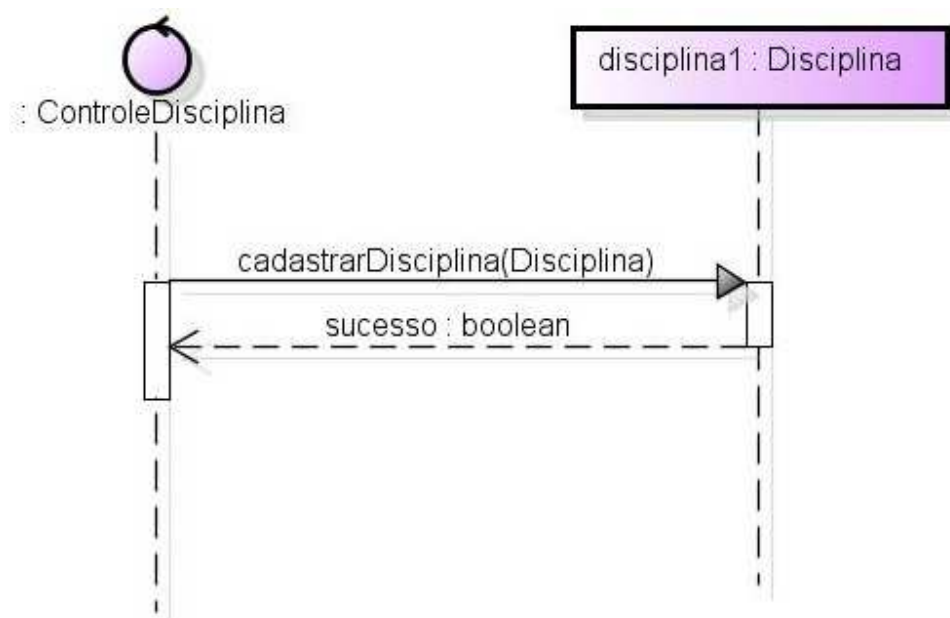 : ControleDisciplina
disciplina1 : Disciplina
cadastrarDisciplina(Disciplina)
sucesso : boolean